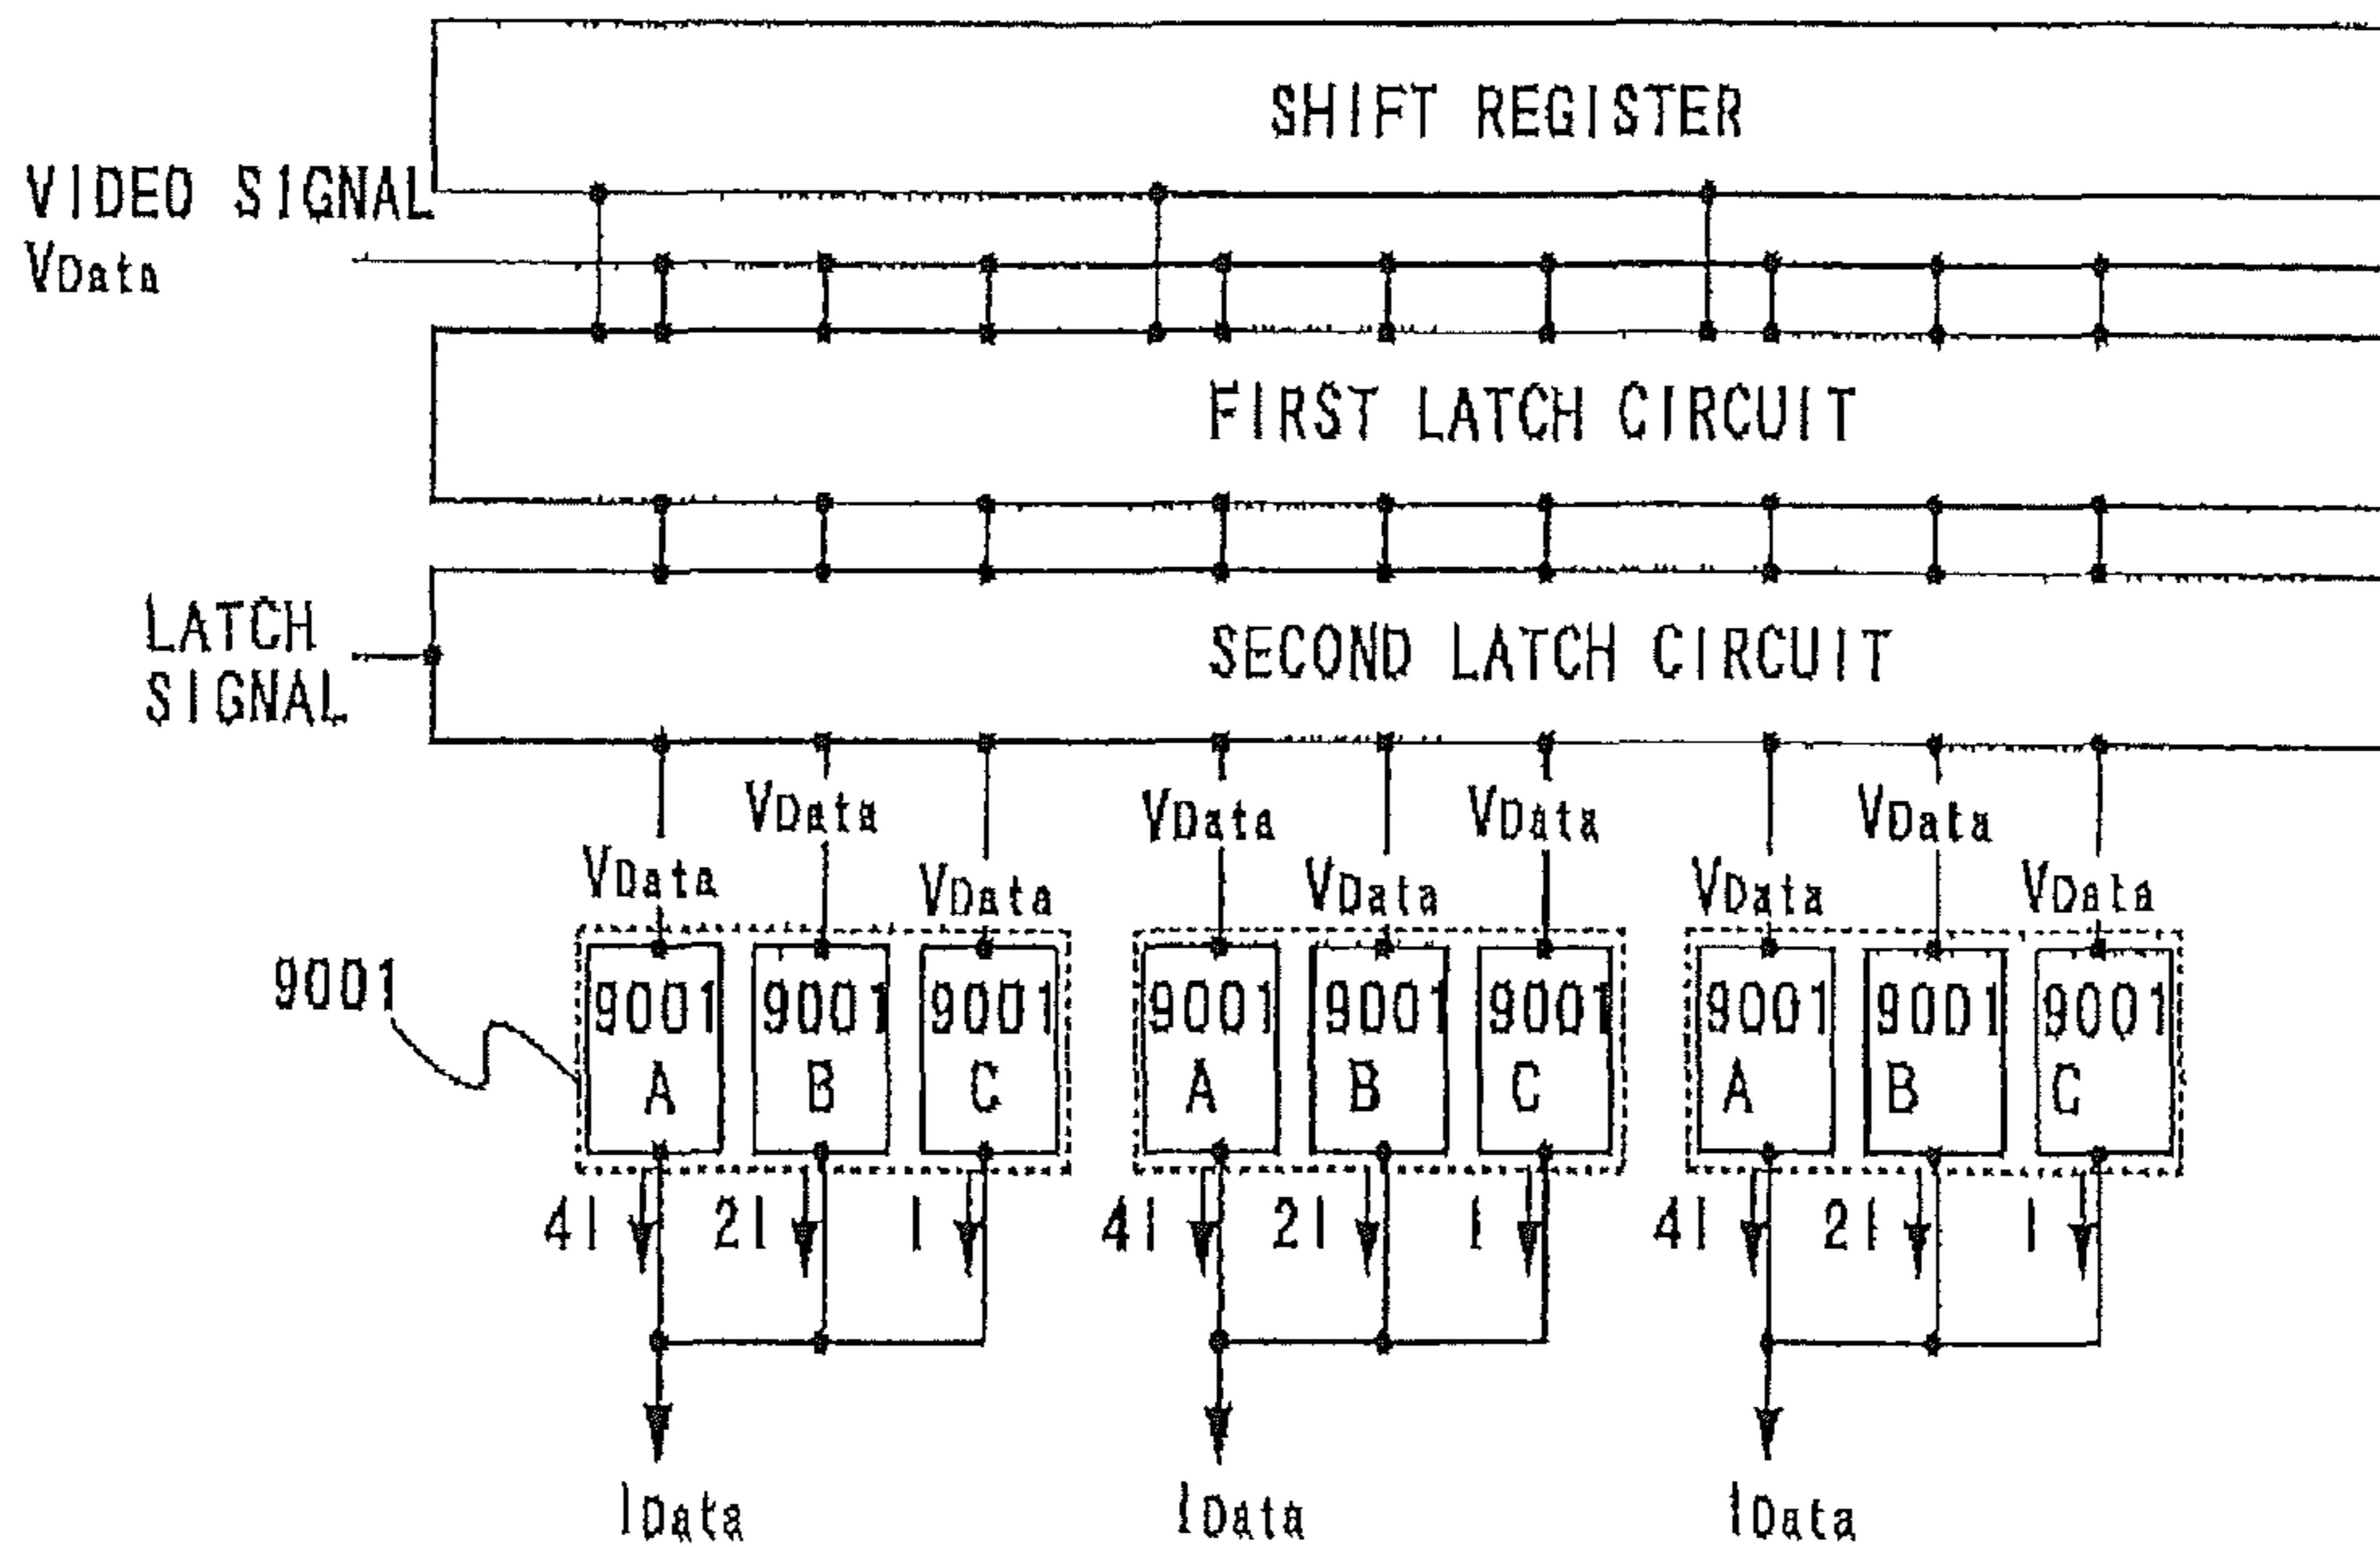 SHIFT REGISTER
VIDEO SIGNAL
VData
FIRST LATCH CIRCUIT
LATCH
SIGNAL
SECOND LATCH CIRCUIT
VData VData VData VData VData VData VData VData VData
9001
9001 9001 9001 9001 9001 9001 9001 9001 9001
A B C A B C A B C
4I 2I I 4I 2I I 4I 2I I
IData IData IData